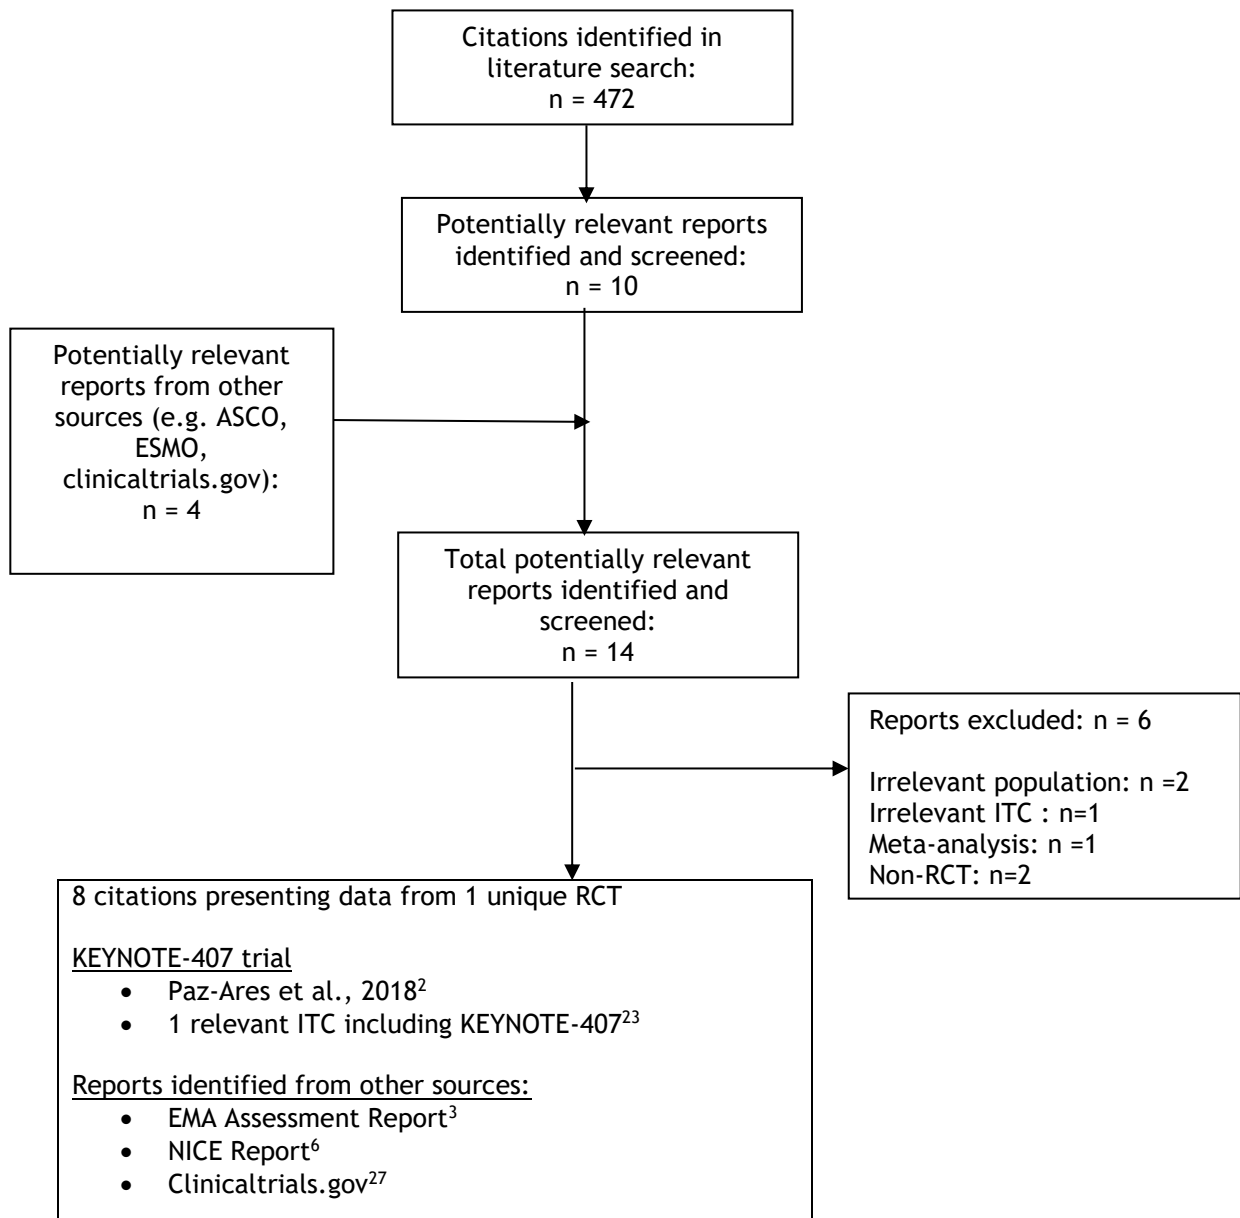 Citations identified in
literature search:
n = 472
Potentially relevant reports
identified and screened:
n = 10
Potentially relevant
reports from other
sources (e.g. ASCO,
ESMO,
clinicaltrials.gov):
n = 4
Total potentially relevant
reports identified and
screened:
n = 14
Reports excluded: n = 6
Irrelevant population: n =2
Irrelevant ITC : n=1
Meta-analysis: n =1
Non-RCT: n=2
8 citations presenting data from 1 unique RCT
KEYNOTE-407 trial
• Paz-Ares et al., 2018²
• 1 relevant ITC including KEYNOTE-407²³
Reports identified from other sources:
• EMA Assessment Report³
• NICE Report⁶
• Clinicaltrials.gov²⁷